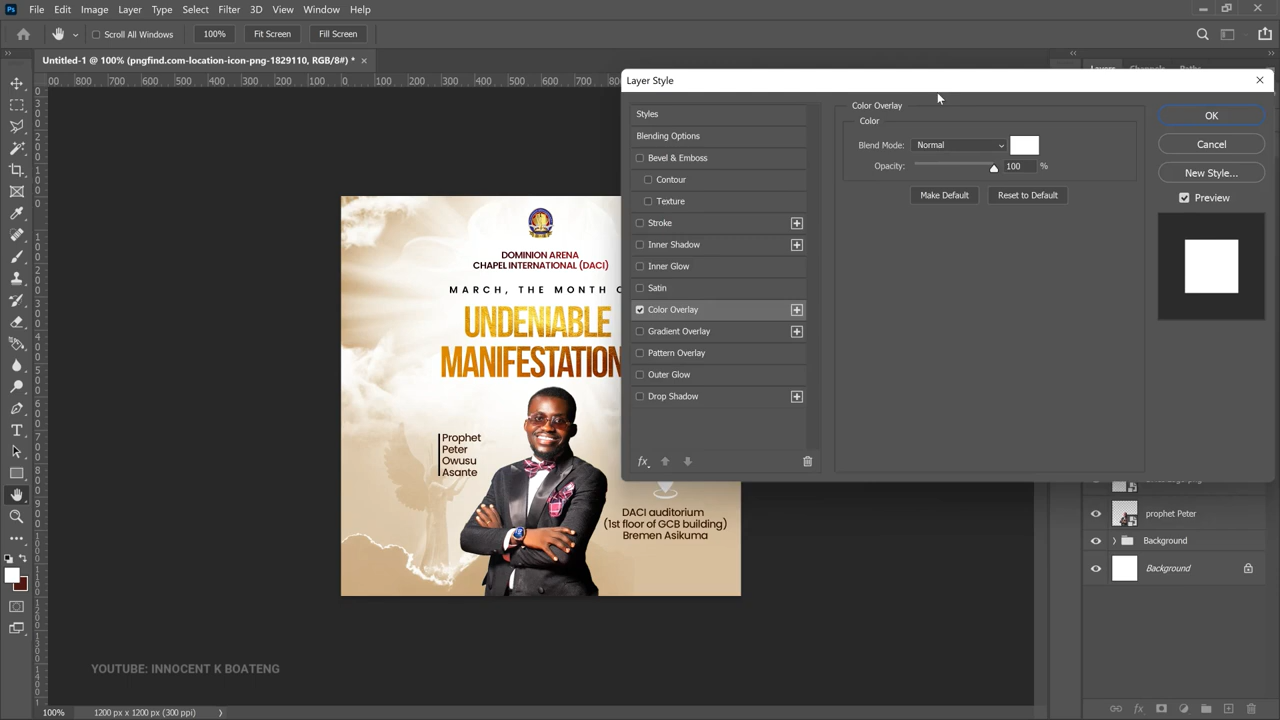 File Edit Image Layer Type Select Filter 3D View Window Help
Scroll All Windows 100% Fit Screen Fill Screen
Untitled-1 @ 100% (pngfind.com-location-icon-png-1829110, RGB/8#) *
Layer Style
Styles
Blending Options
Bevel & Emboss
Contour
Texture
Stroke
Inner Shadow
Inner Glow
Satin
Color Overlay
Gradient Overlay
Pattern Overlay
Outer Glow
Drop Shadow
Color Overlay
Color
Blend Mode: Normal
Opacity: 100 %
Make Default Reset to Default
OK
Cancel
New Style...
Preview
DOMINION ARENA
CHAPEL INTERNATIONAL (DACI)
MARCH, THE MONTH
UNDENIABLE
MANIFESTATION
Prophet
Peter
Owusu
Asante
DACI auditorium
(1st floor of GCB building)
Bremen Asikuma
prophet Peter
Background
Background
YOUTUBE: INNOCENT K BOATENG
100% 1200 px x 1200 px (300 ppi)